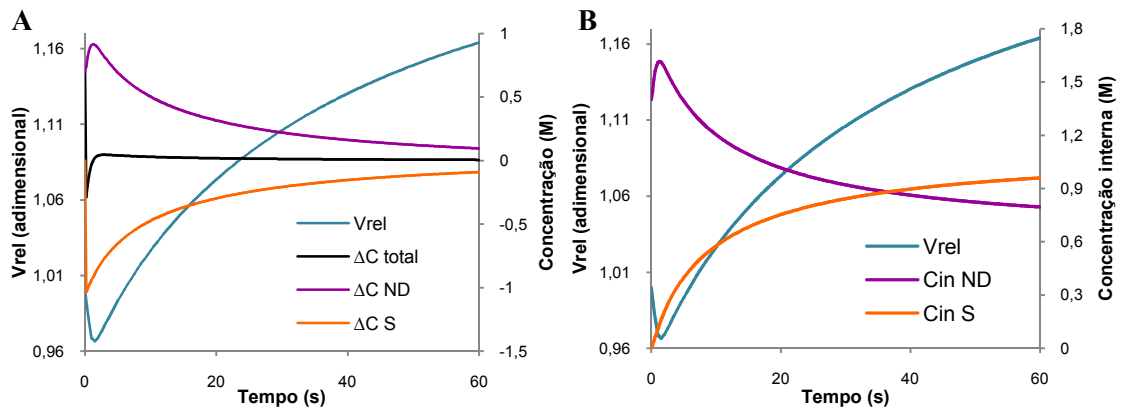 A
Vrel (adimensional)
1,16
1,11
1,06
1,01
0,96
1
0,5
0
-0,5
-1
-1,5
Concentração (M)
Vrel
ΔC total
ΔC ND
ΔC S
0
20
40
60
Tempo (s)
B
Vrel (adimensional)
1,16
1,11
1,06
1,01
0,96
1,8
1,5
1,2
0,9
0,6
0,3
0
Concentração interna (M)
Vrel
Cin ND
Cin S
0
20
40
60
Tempo (s)